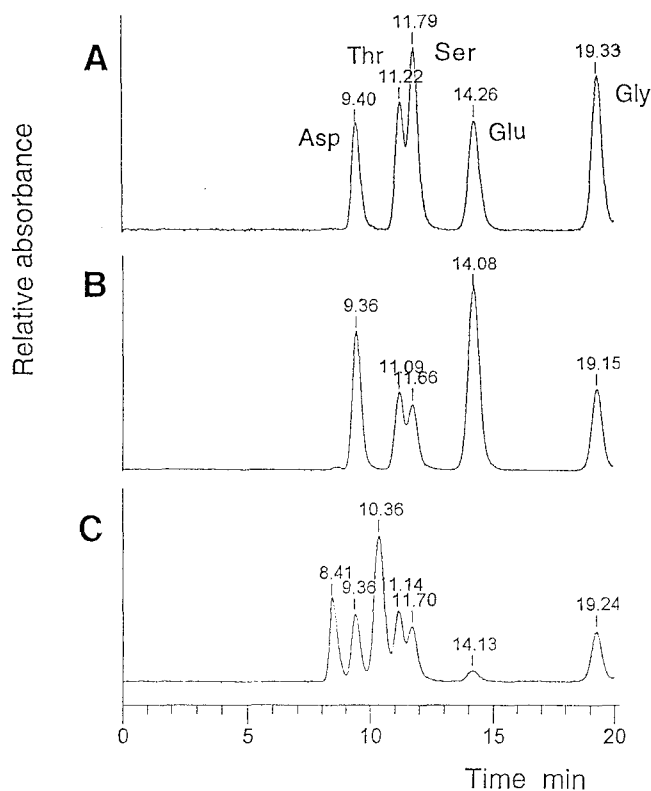 A
11.79
Thr
Ser
19.33
11.22
9.40
14.26
Gly
Asp
Glu
Relative absorbance
B
14.08
9.36
11.09
11.66
19.15
C
10.36
8.41
9.36
1.14
11.70
14.13
19.24
0
5
10
15
20
Time min